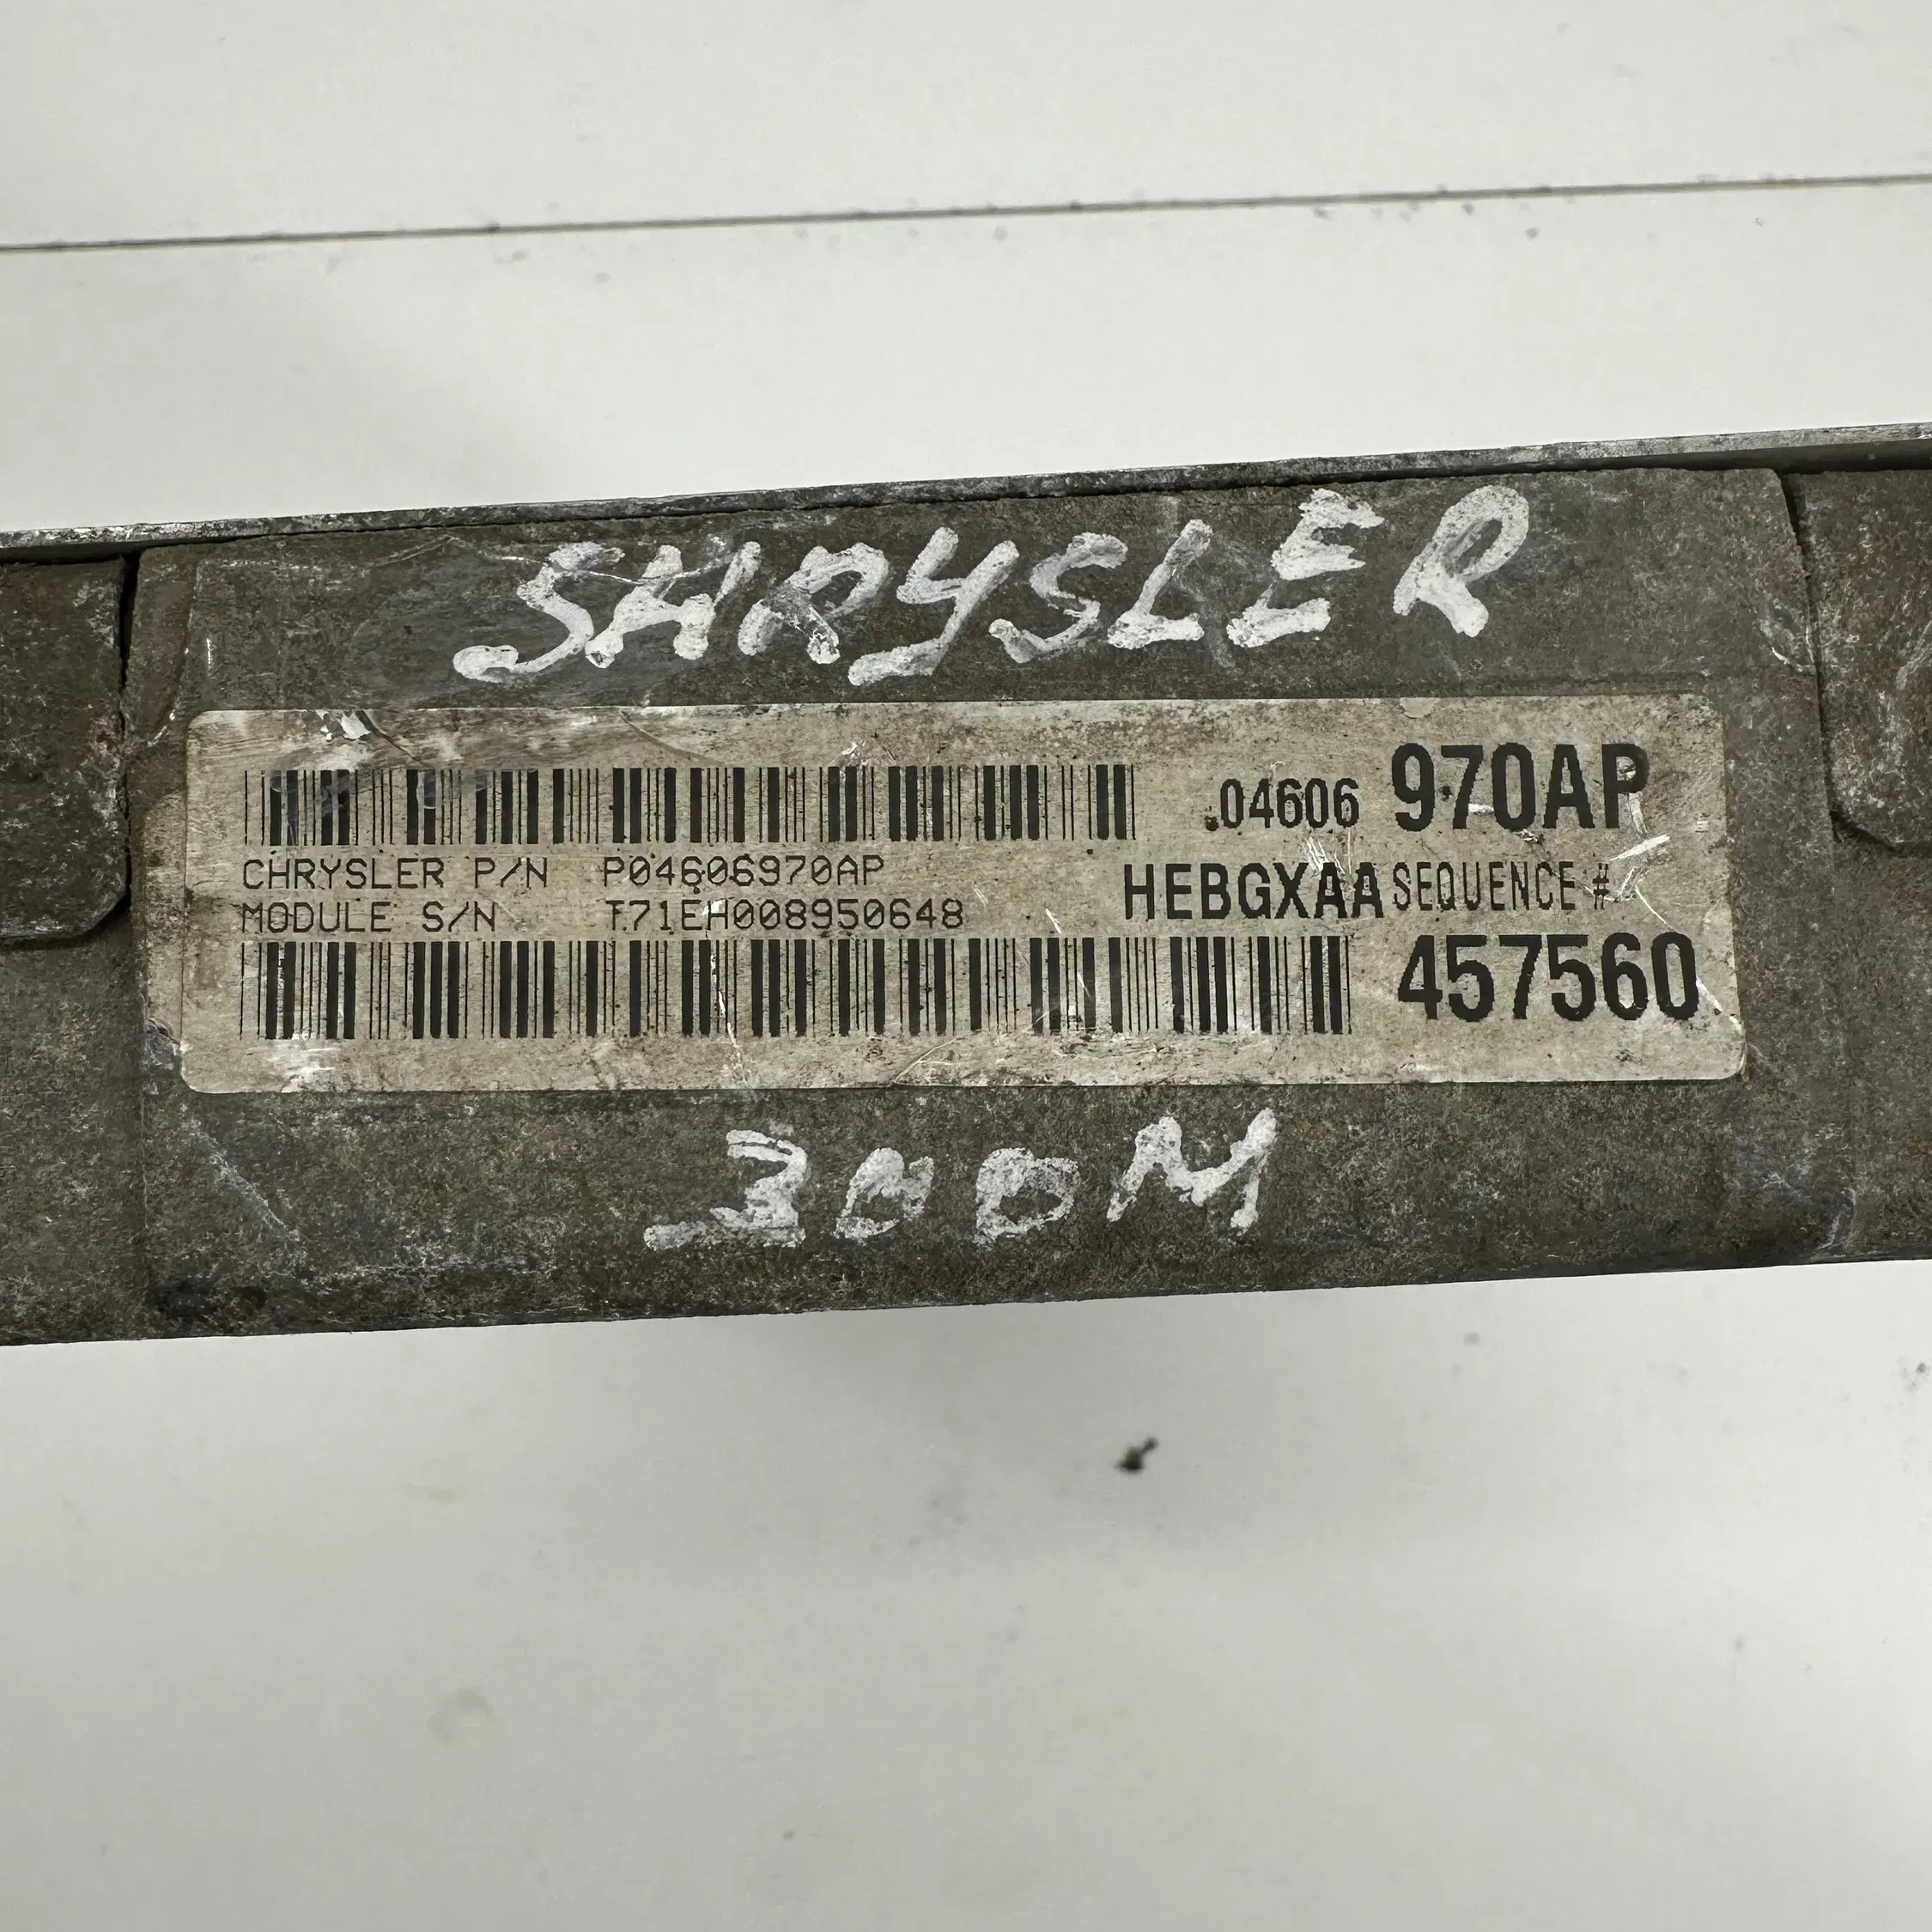 SHRYSLER
04606 970AP
CHRYSLER P/N P04606970AP
MODULE S/N T71EH008950648
HEBGXAA SEQUENCE #
457560
300M